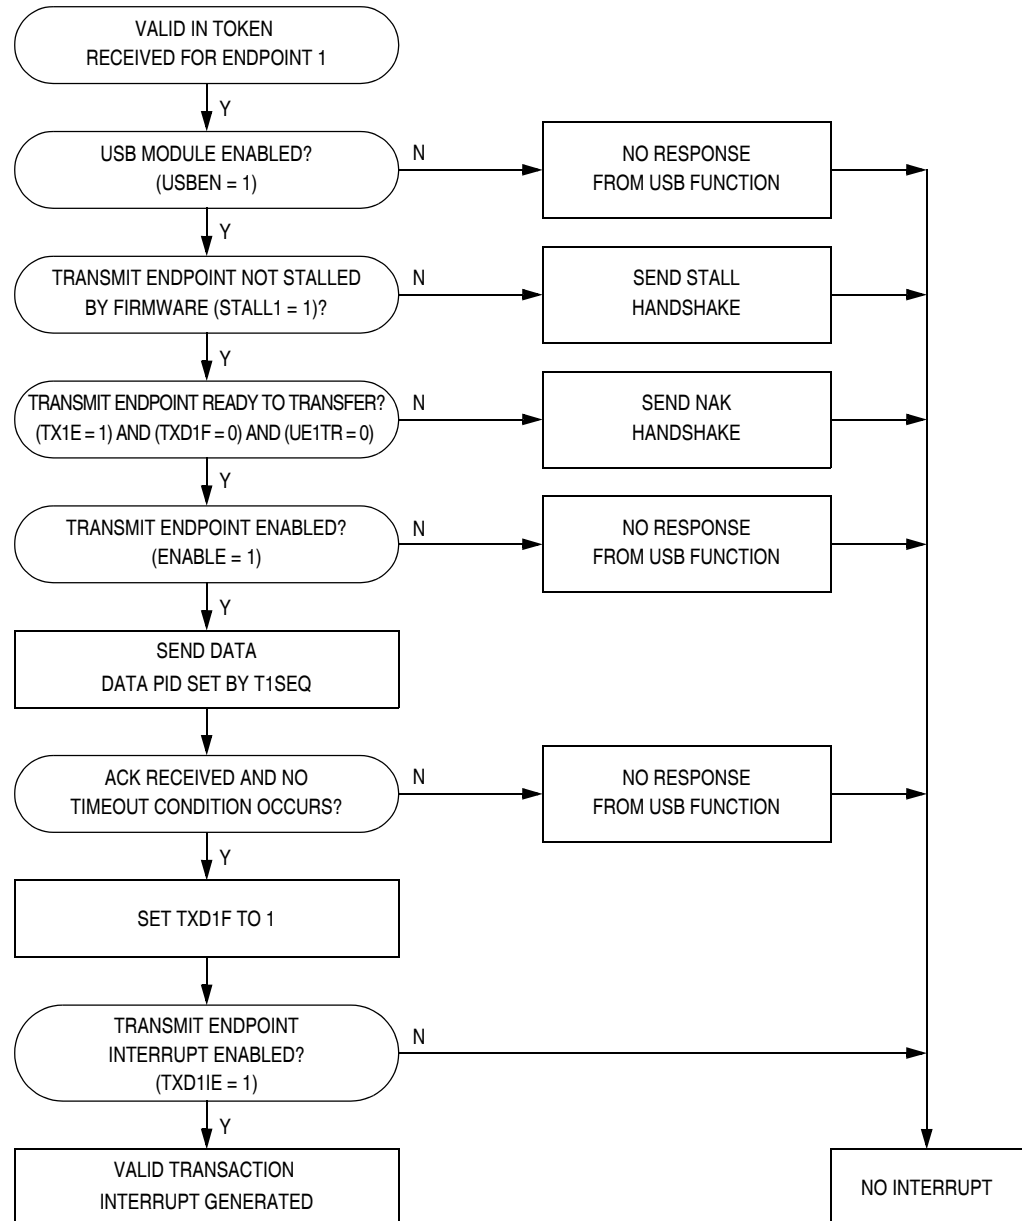 VALID IN TOKEN
RECEIVED FOR ENDPOINT 1
Y
USB MODULE ENABLED?
(USBEN = 1)
N
NO RESPONSE
FROM USB FUNCTION
Y
TRANSMIT ENDPOINT NOT STALLED
BY FIRMWARE (STALL1 = 1)?
N
SEND STALL
HANDSHAKE
Y
TRANSMIT ENDPOINT READY TO TRANSFER?
(TX1E = 1) AND (TXD1F = 0) AND (UE1TR = 0)
N
SEND NAK
HANDSHAKE
Y
TRANSMIT ENDPOINT ENABLED?
(ENABLE = 1)
N
NO RESPONSE
FROM USB FUNCTION
Y
SEND DATA
DATA PID SET BY T1SEQ
ACK RECEIVED AND NO
TIMEOUT CONDITION OCCURS?
N
NO RESPONSE
FROM USB FUNCTION
Y
SET TXD1F TO 1
TRANSMIT ENDPOINT
INTERRUPT ENABLED?
(TXD1IE = 1)
N
Y
VALID TRANSACTION
INTERRUPT GENERATED
NO INTERRUPT